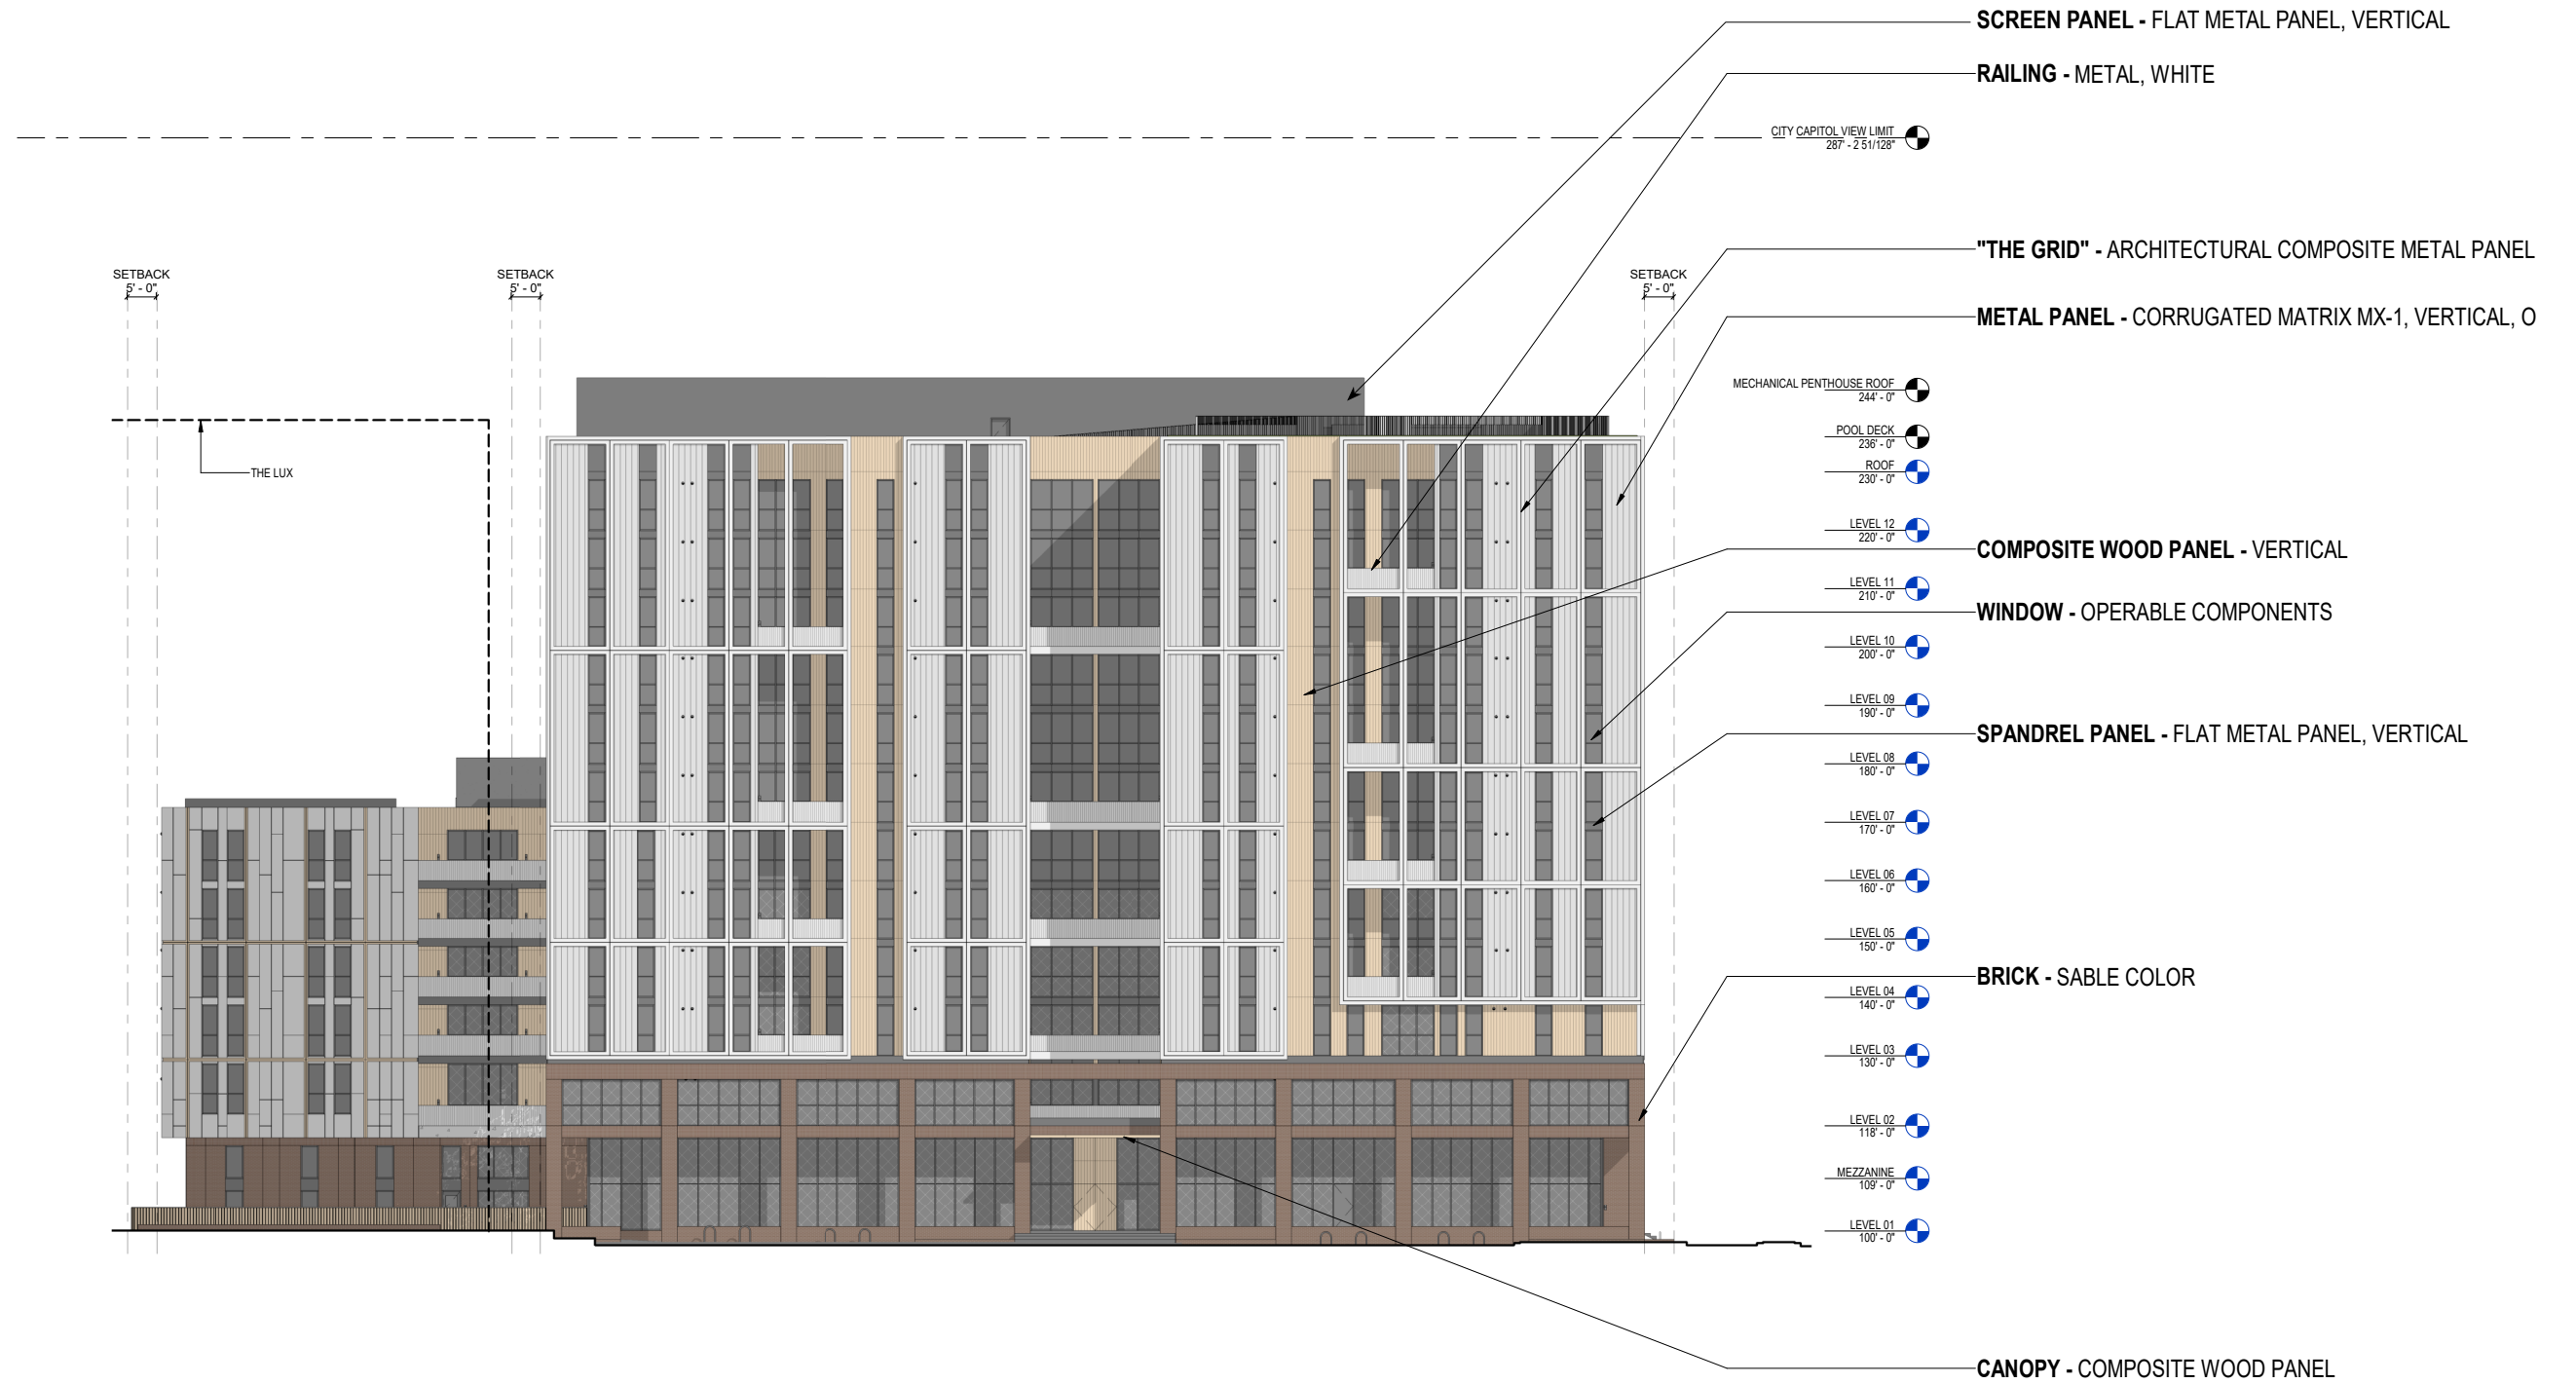 SCREEN PANEL - FLAT METAL PANEL, VERTICAL
RAILING - METAL, WHITE
CITY CAPITOL VIEW LIMIT
287' - 2 51/128"
"THE GRID" - ARCHITECTURAL COMPOSITE METAL PANEL
SETBACK
5' - 0"
SETBACK
5' - 0"
SETBACK
5' - 0"
METAL PANEL - CORRUGATED MATRIX MX-1, VERTICAL, O
MECHANICAL PENTHOUSE ROOF
244' - 0"
POOL DECK
236' - 0"
THE LUX
ROOF
230' - 0"
LEVEL 12
220' - 0"
COMPOSITE WOOD PANEL - VERTICAL
LEVEL 11
210' - 0"
WINDOW - OPERABLE COMPONENTS
LEVEL 10
200' - 0"
LEVEL 09
190' - 0"
SPANDREL PANEL - FLAT METAL PANEL, VERTICAL
LEVEL 08
180' - 0"
LEVEL 07
170' - 0"
LEVEL 06
160' - 0"
LEVEL 05
150' - 0"
BRICK - SABLE COLOR
LEVEL 04
140' - 0"
LEVEL 03
130' - 0"
LEVEL 02
118' - 0"
MEZZANINE
109' - 0"
LEVEL 01
100' - 0"
CANOPY - COMPOSITE WOOD PANEL